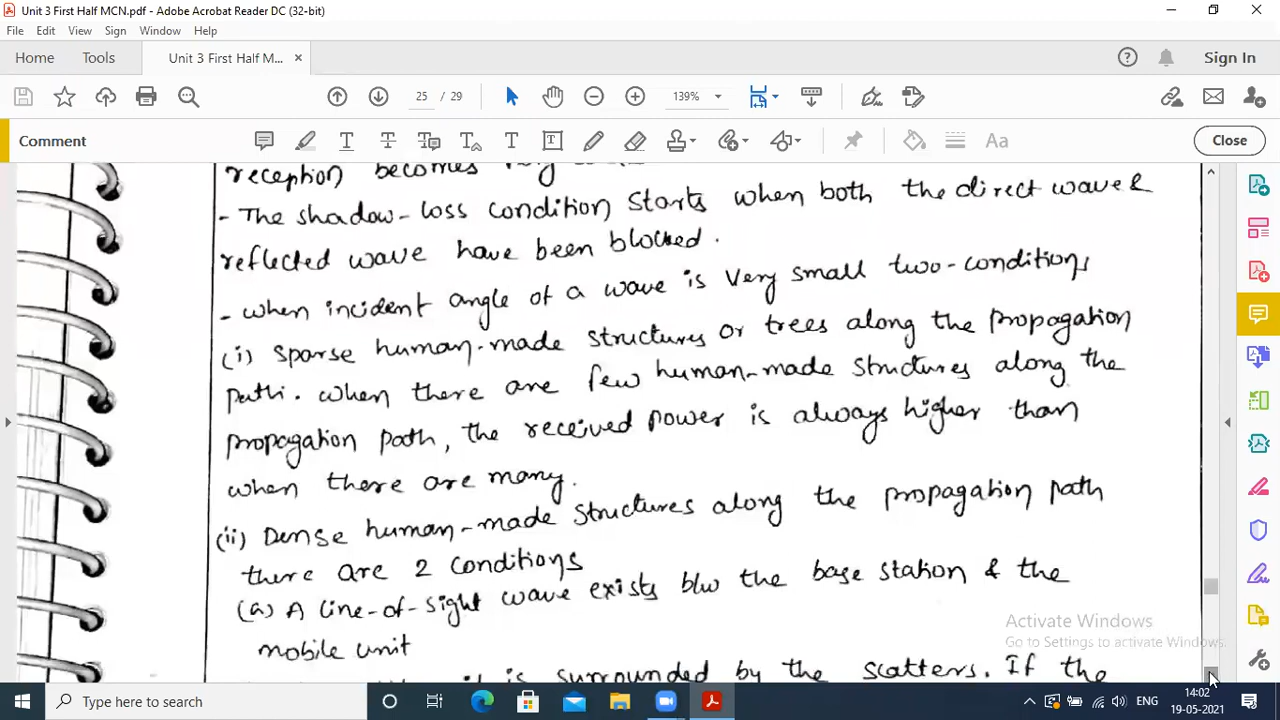 Unit 3 First Half MCN.pdf - Adobe Acrobat Reader DC (32-bit)
File Edit View Sign Window Help
Home Tools Unit 3 First Half M... × Sign In
25 / 29 139%
Comment Close
reception becomes
- The shadow-loss condition starts when both the direct wave &
reflected wave have been blocked.
- when incident angle of a wave is very small two-conditions
(i) Sparse human-made structures or trees along the propagation
path. when there are few human-made structures along the
propagation path, the received power is always higher than
when there are many.
(ii) Dense human-made structures along the propagation path
there are 2 conditions
(a) A line-of-sight wave exists b/w the base station & the
mobile unit
is surrounded by the scatters. If the
Activate Windows
Go to Settings to activate Windows.
Type here to search
ENG
14:02
19-05-2021